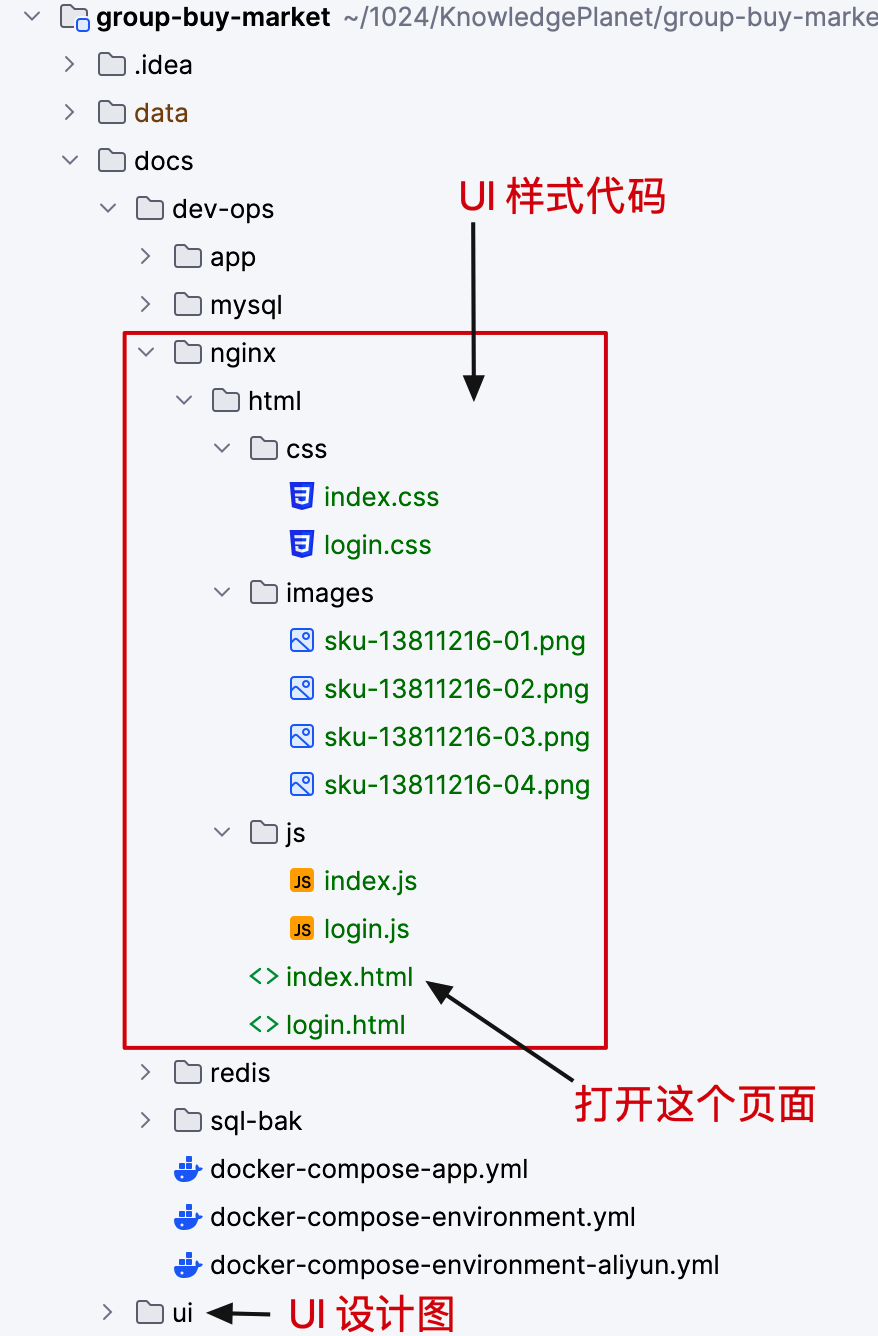 group-buy-market ~/1024/KnowledgePlanet/group-buy-marke
.idea
data
docs
UI 样式代码
dev-ops
app
mysql
nginx
html
css
index.css
login.css
images
sku-13811216-01.png
sku-13811216-02.png
sku-13811216-03.png
sku-13811216-04.png
js
JS index.js
JS login.js
index.html
login.html
redis
打开这个页面
sql-bak
docker-compose-app.yml
docker-compose-environment.yml
docker-compose-environment-aliyun.yml
ui UI 设计图